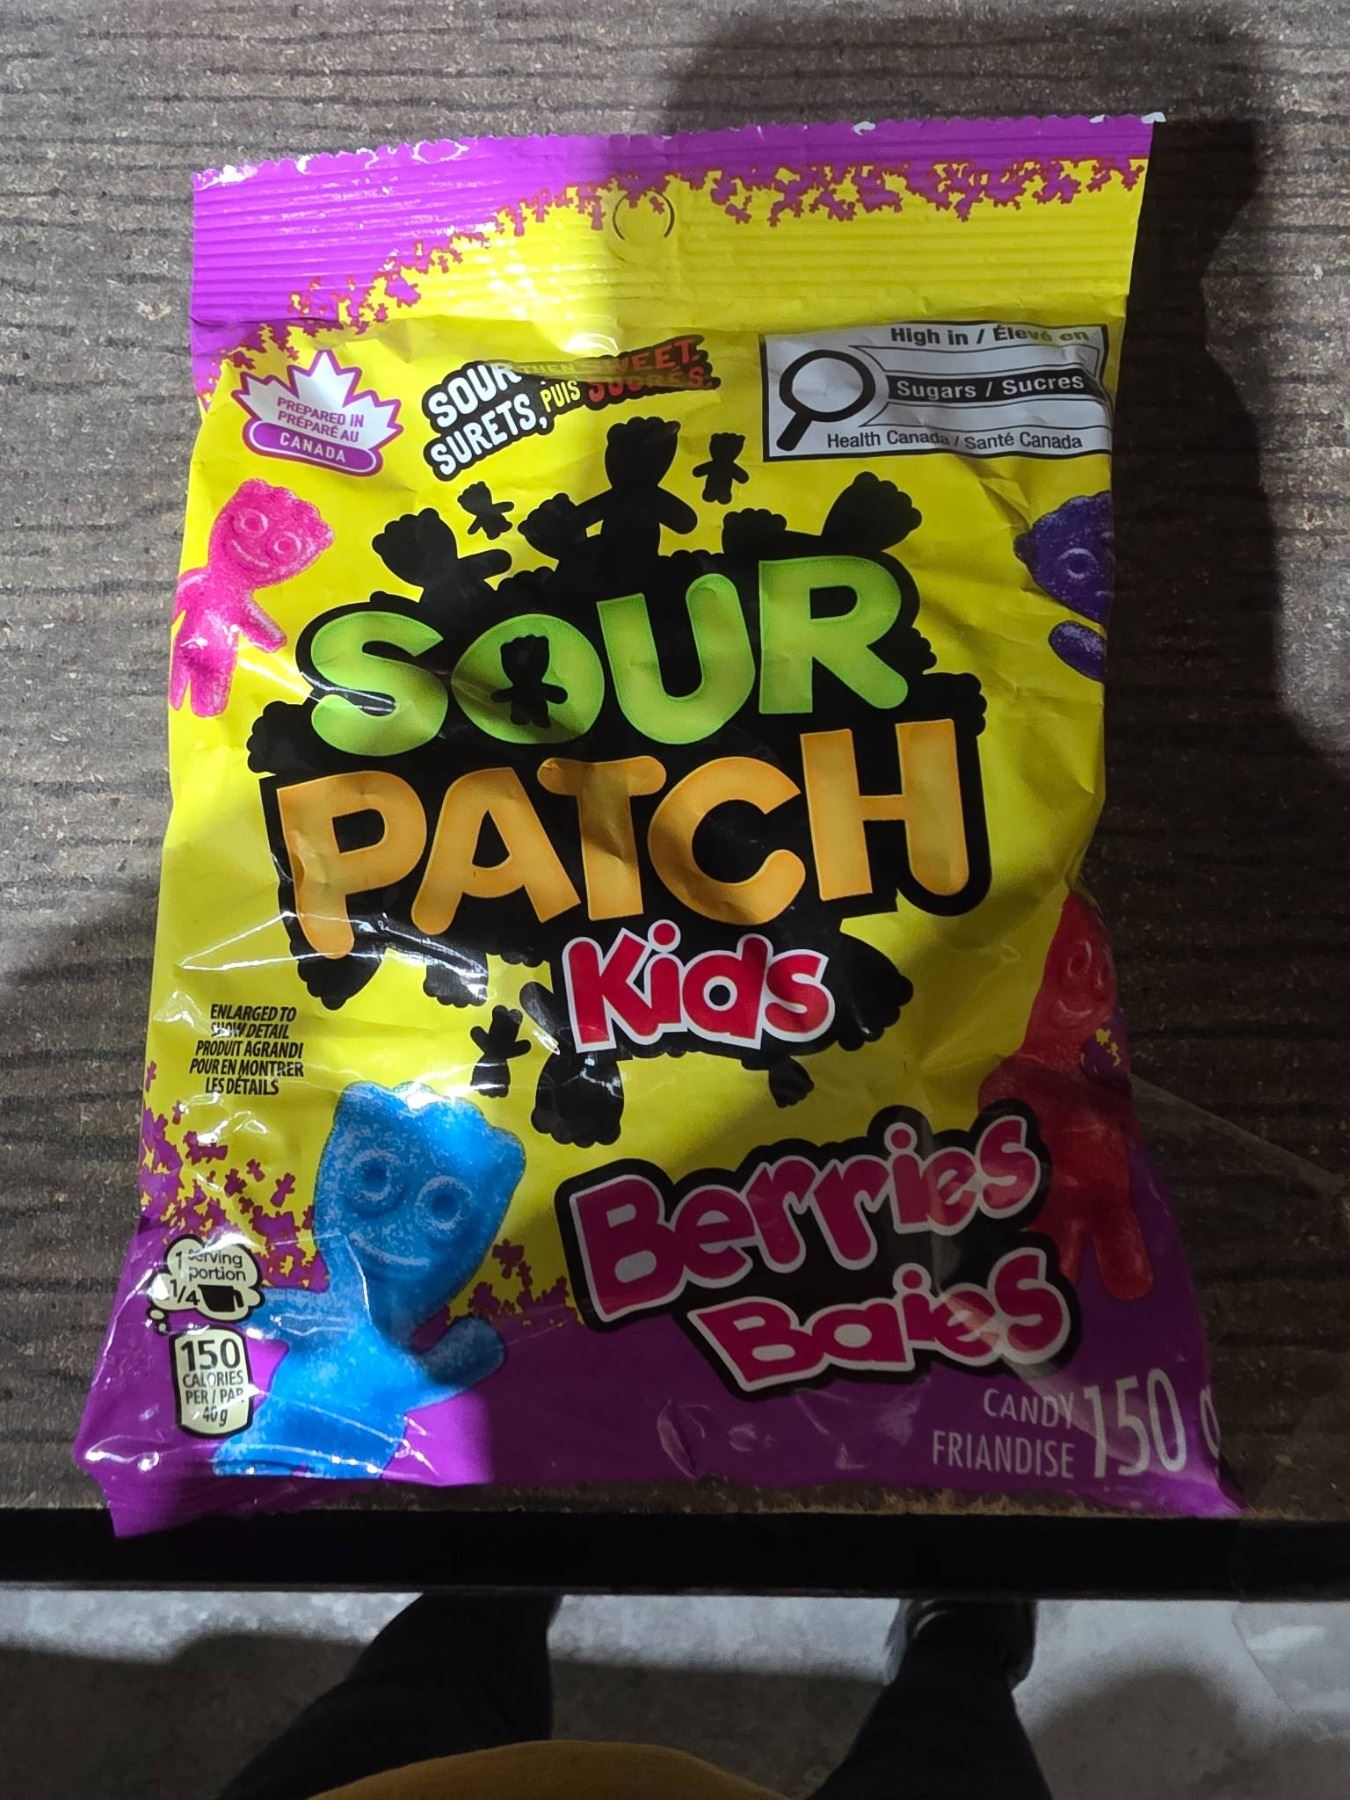 PREPARED IN
PRÉPARÉ AU
CANADA
SOUR THEN SWEET.
SURETS, PUIS SUCRÉS.
High in / Élevé en
Sugars / Sucres
Health Canada / Santé Canada
SOUR
PATCH
Kids
ENLARGED TO
SHOW DETAIL
PRODUIT AGRANDI
POUR EN MONTRER
LES DÉTAILS
Berries
Baies
1 serving
portion
1/4
150
CALORIES
PER / PAR
40 g
CANDY
FRIANDISE
150 g